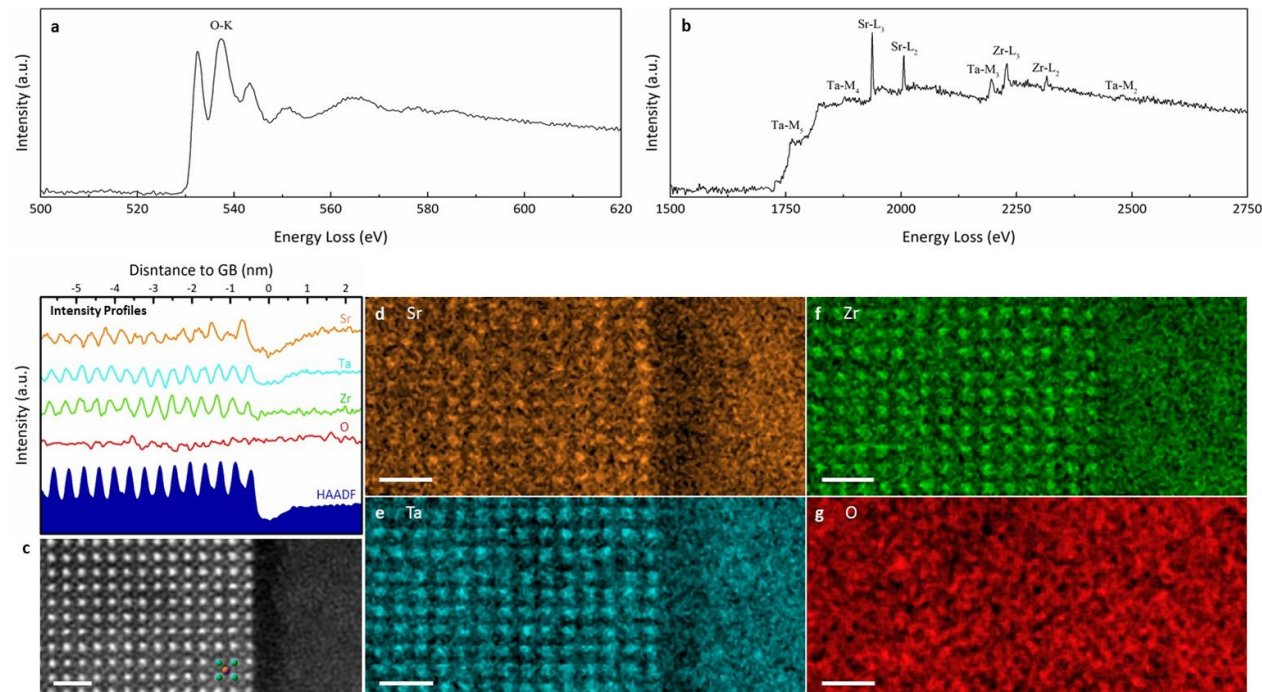 a
O-K
Intensity (a.u.)
500 520 540 560 580 600 620
Energy Loss (eV)
b
Sr-L3
Sr-L2
Zr-L3
Ta-M3
Zr-L2
Ta-M4
Ta-M2
Ta-M5
Intensity (a.u.)
1500 1750 2000 2250 2500 2750
Energy Loss (eV)
Disntance to GB (nm)
-5 -4 -3 -2 -1 0 1 2
Intensity Profiles
Sr
Ta
Zr
O
HAADF
Intensity (a.u.)
c
d Sr
e Ta
f Zr
g O